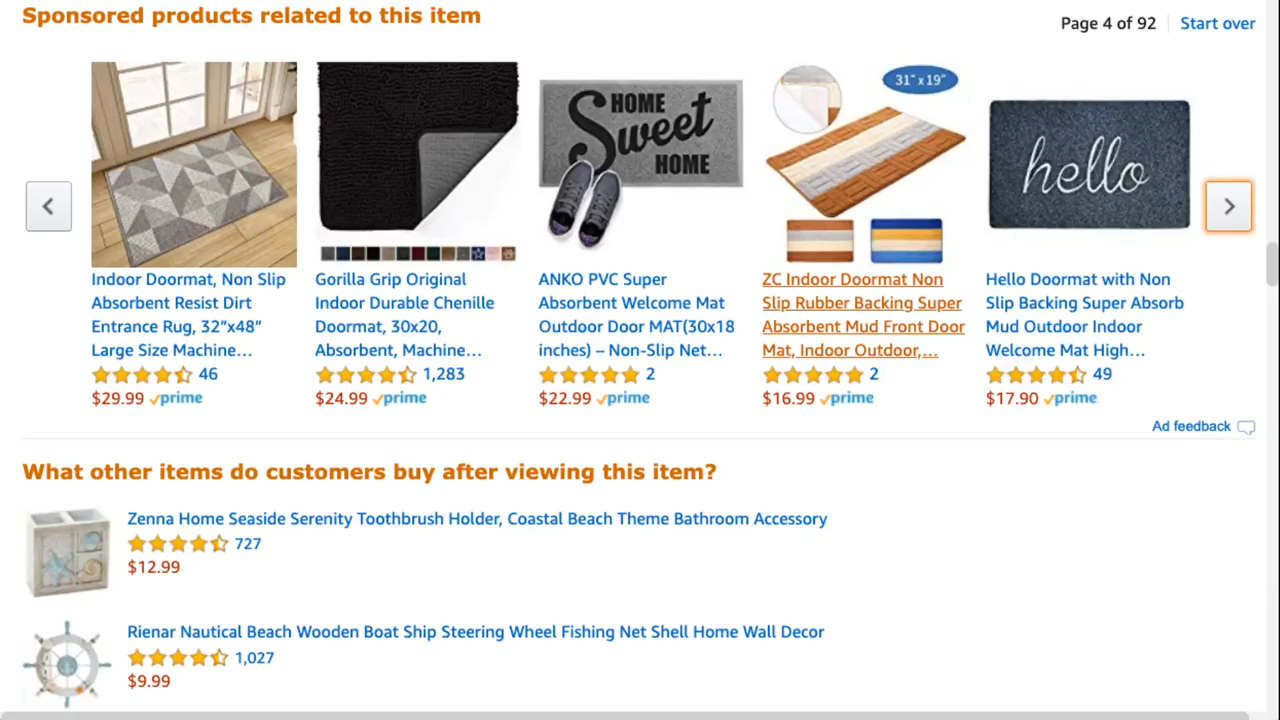 Sponsored products related to this item
Page 4 of 92
Start over
31" x 19"
HOME
Sweet
HOME
hello
Indoor Doormat, Non Slip
Absorbent Resist Dirt
Entrance Rug, 32”x48”
Large Size Machine...
46
$29.99 prime
Gorilla Grip Original
Indoor Durable Chenille
Doormat, 30x20,
Absorbent, Machine...
1,283
$24.99 prime
ANKO PVC Super
Absorbent Welcome Mat
Outdoor Door MAT(30x18
inches) – Non-Slip Net...
2
$22.99 prime
ZC Indoor Doormat Non
Slip Rubber Backing Super
Absorbent Mud Front Door
Mat, Indoor Outdoor,...
2
$16.99 prime
Hello Doormat with Non
Slip Backing Super Absorb
Mud Outdoor Indoor
Welcome Mat High...
49
$17.90 prime
Ad feedback
What other items do customers buy after viewing this item?
Zenna Home Seaside Serenity Toothbrush Holder, Coastal Beach Theme Bathroom Accessory
727
$12.99
Rienar Nautical Beach Wooden Boat Ship Steering Wheel Fishing Net Shell Home Wall Decor
1,027
$9.99